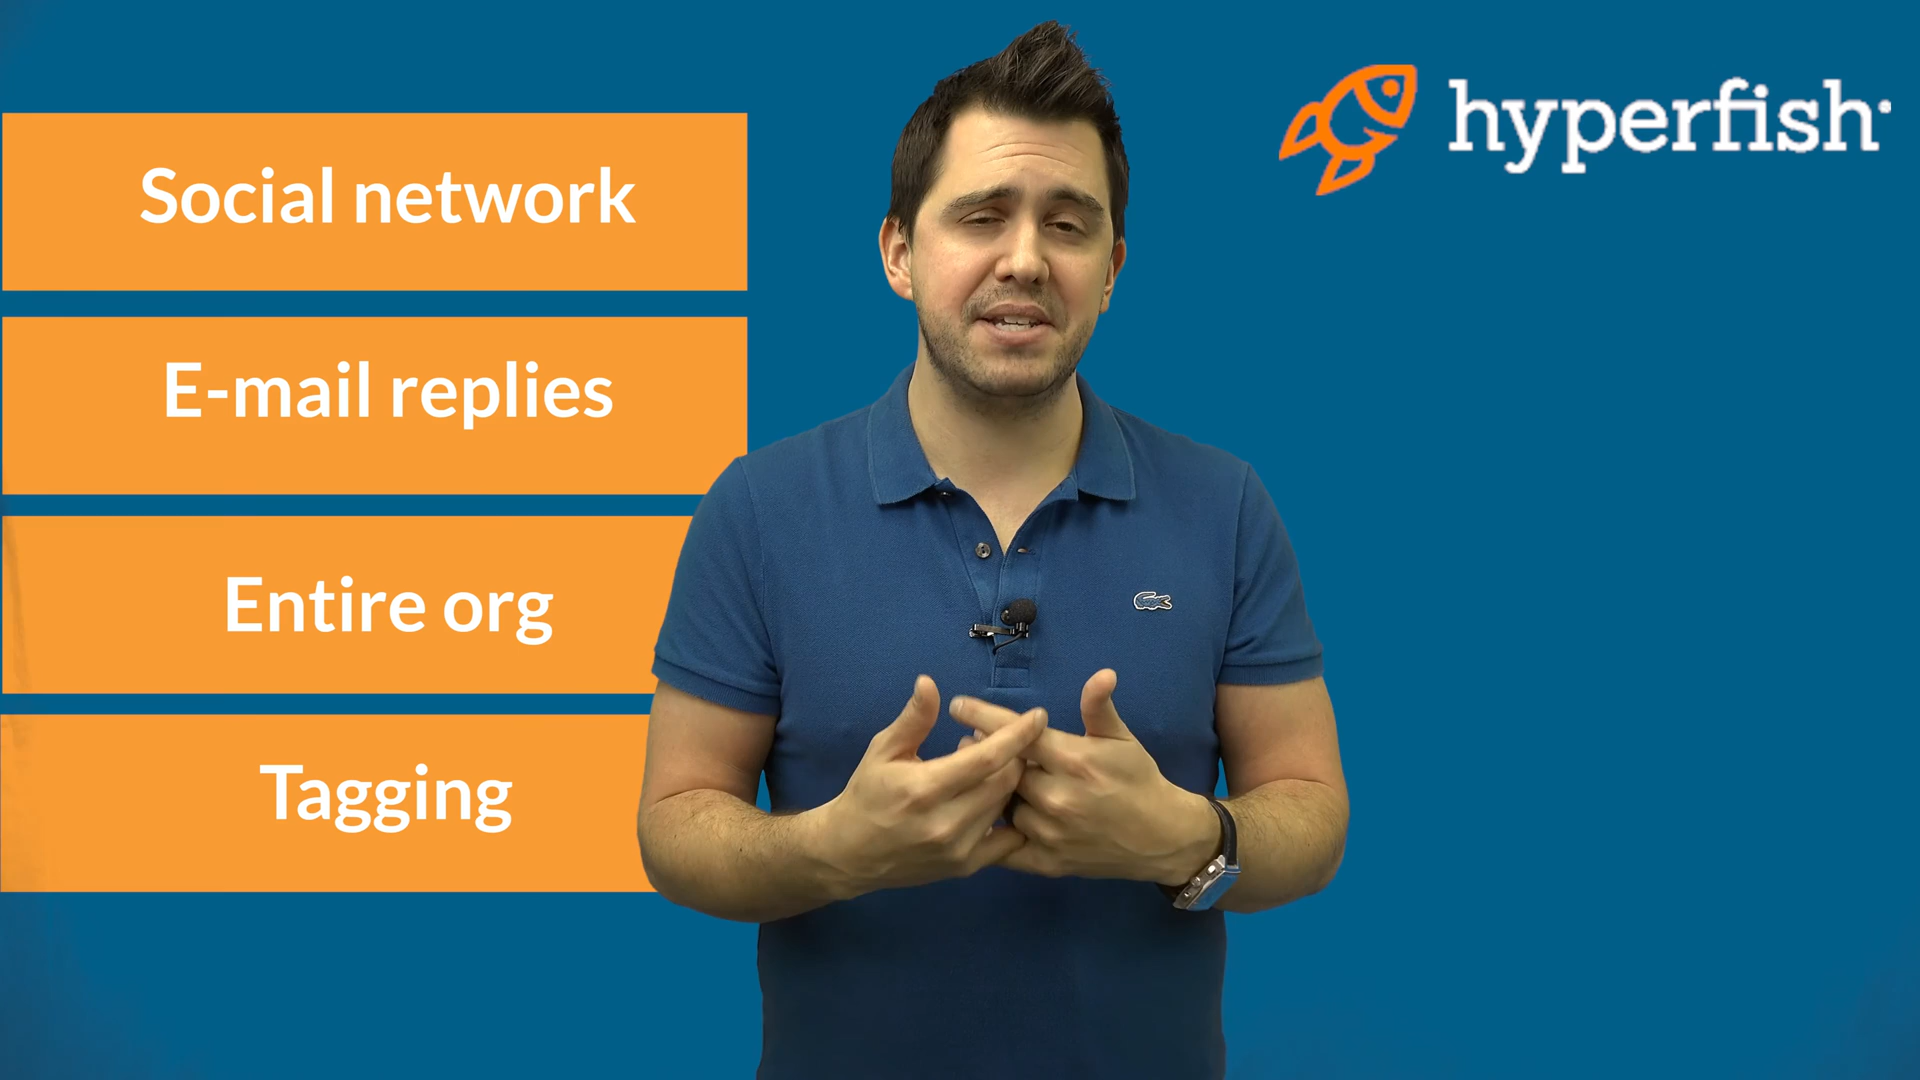 Social network
E-mail replies
Entire org
Tagging
hyperfish